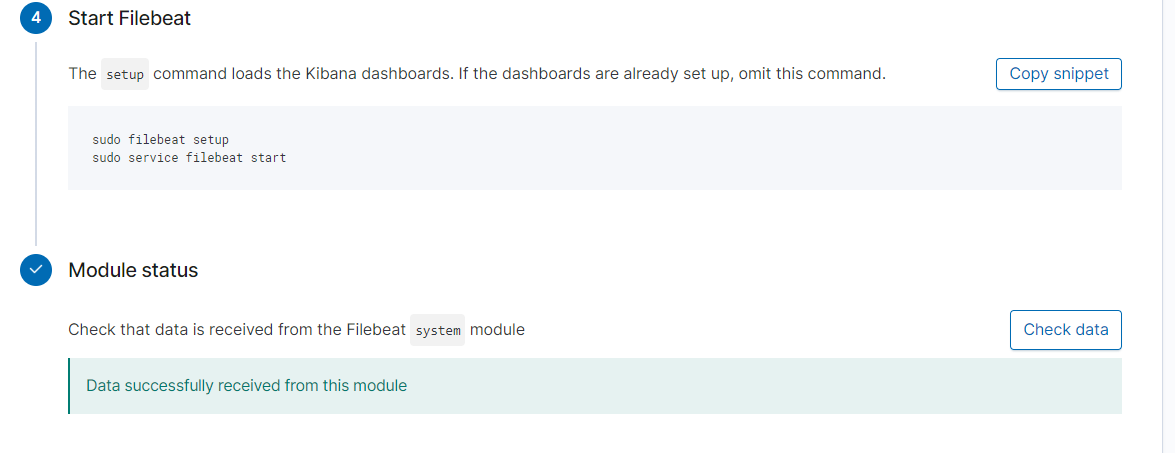 4 Start Filebeat
The setup command loads the Kibana dashboards. If the dashboards are already set up, omit this command.
Copy snippet
sudo filebeat setup
sudo service filebeat start
Module status
Check that data is received from the Filebeat system module
Check data
Data successfully received from this module